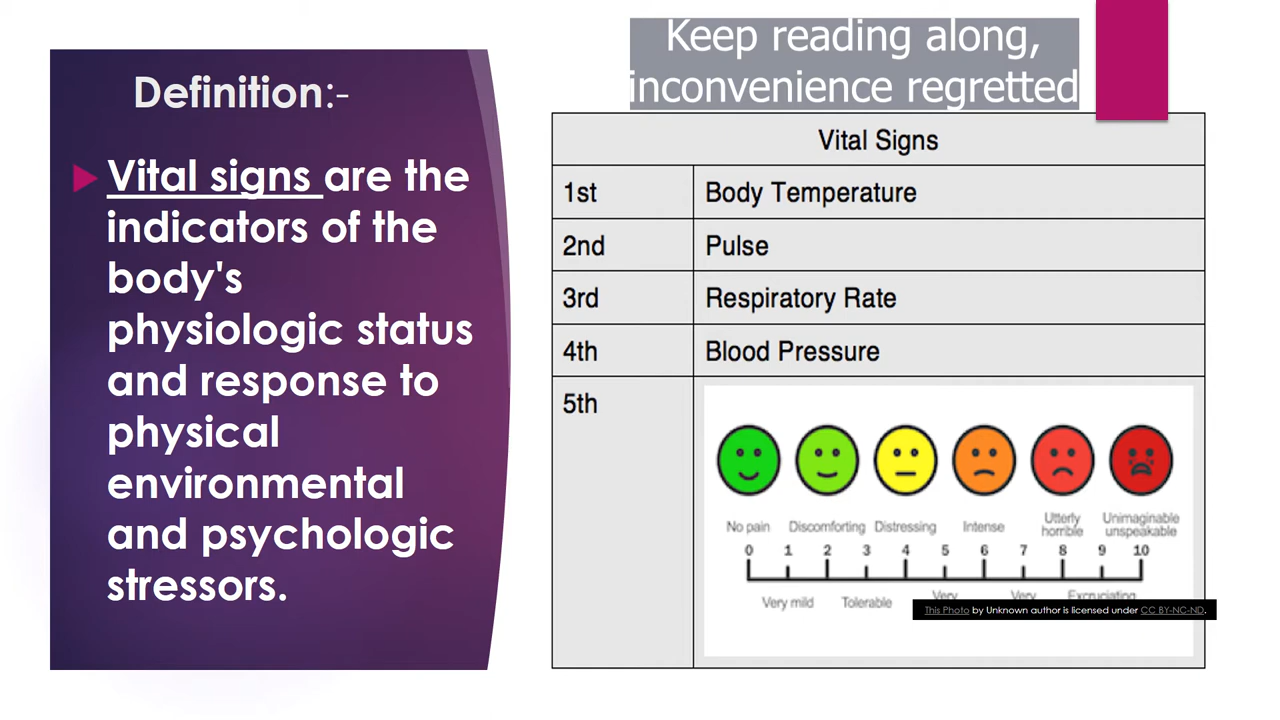 Definition:-
Vital signs are the
indicators of the
body's
physiologic status
and response to
physical
environmental
and psychologic
stressors.
Keep reading along,
inconvenience regretted
Vital Signs
1st Body Temperature
2nd Pulse
3rd Respiratory Rate
4th Blood Pressure
5th
No pain Discomforting Distressing Intense Utterly horrible Unimaginable unspeakable
0 1 2 3 4 5 6 7 8 9 10
Very mild Tolerable Very Very Excruciating
This Photo by Unknown author is licensed under CC BY-NC-ND.